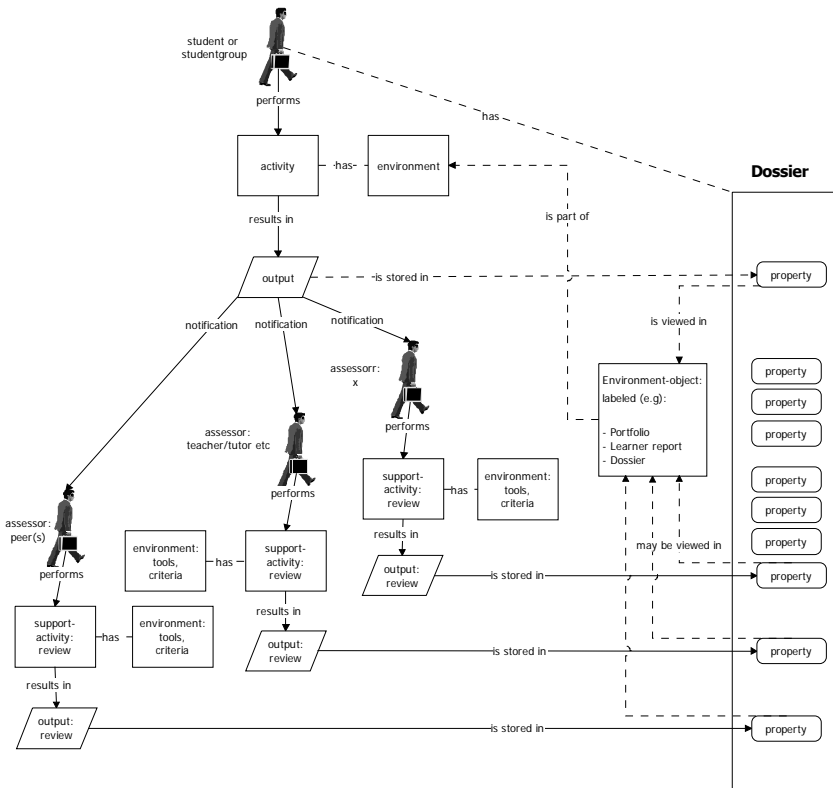 student or
studentgroup
performs
has
Dossier
activity
has
environment
is part of
results in
output
is stored in
property
notification
notification
notification
is viewed in
assessorr:
x
Environment-object:
labeled (e.g):
- Portfolio
- Learner report
- Dossier
property
property
property
performs
assessor:
teacher/tutor etc
support-
activity:
review
has
environment:
tools,
criteria
property
property
property
performs
results in
may be viewed in
assessor:
peer(s)
environment:
tools,
criteria
has
support-
activity:
review
output:
review
is stored in
property
performs
results in
support-
activity:
review
has
environment:
tools,
criteria
output:
review
is stored in
property
results in
output:
review
is stored in
property